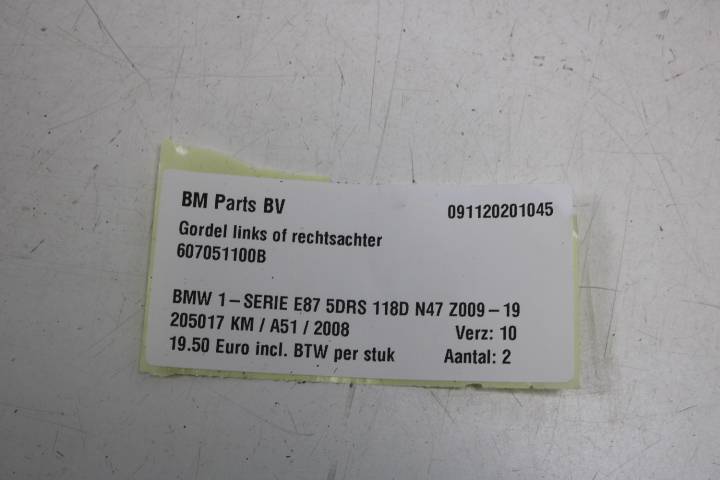 BM Parts BV 091120201045
Gordel links of rechtsachter
607051100B
BMW 1-SERIE E87 5DRS 118D N47 Z009-19
205017 KM / A51 / 2008 Verz: 10
19.50 Euro incl. BTW per stuk Aantal: 2